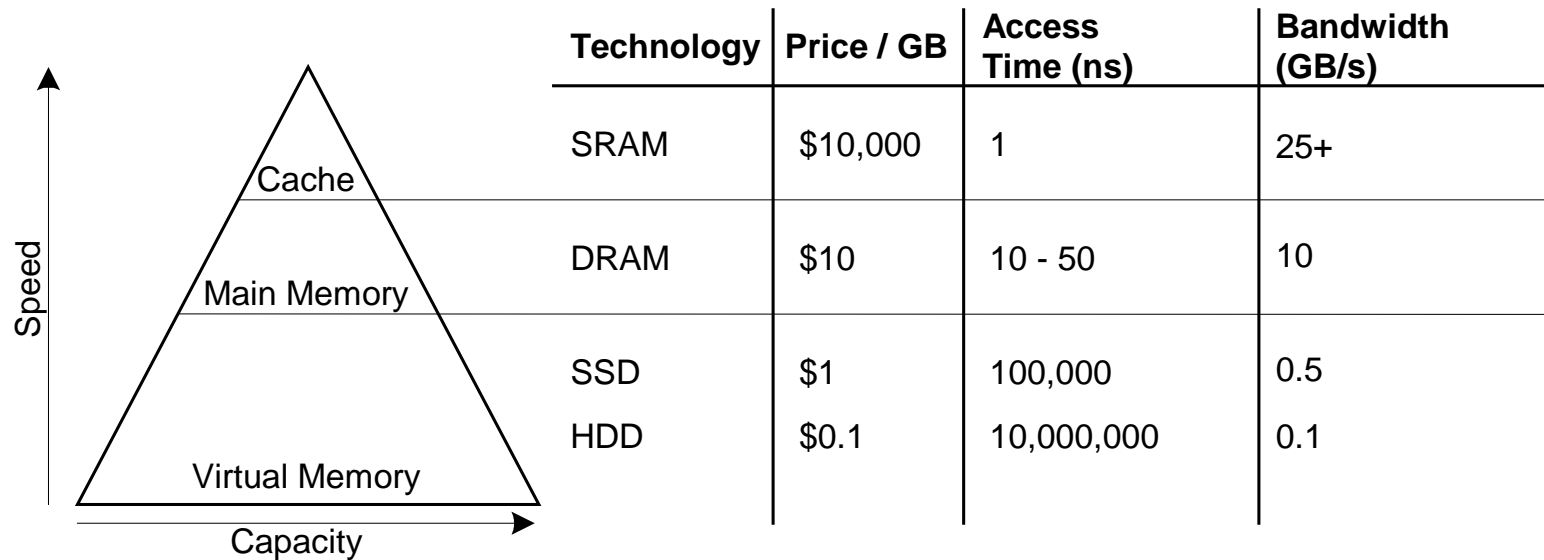 Technology Price / GB Access Time (ns) Bandwidth (GB/s)
SRAM $10,000 1 25+
Cache
DRAM $10 10 - 50 10
Main Memory
SSD $1 100,000 0.5
HDD $0.1 10,000,000 0.1
Virtual Memory
Speed
Capacity